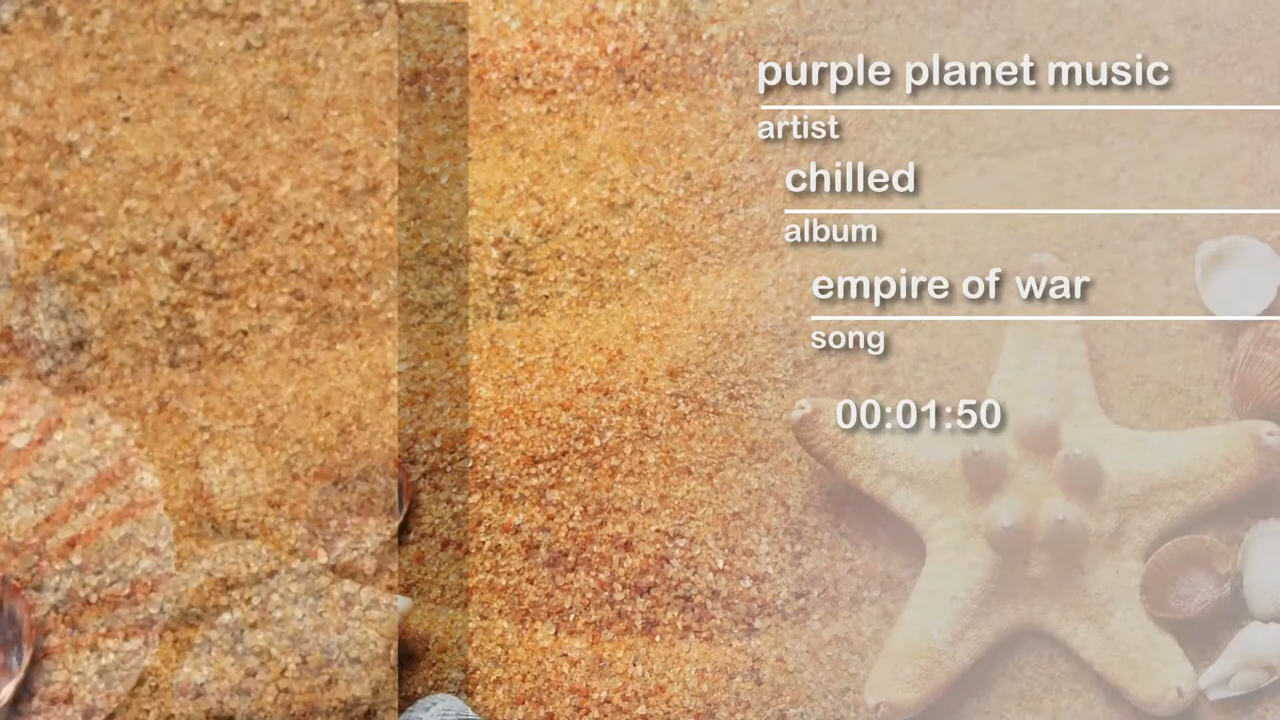 purple planet music
artist
chilled
album
empire of war
song
00:01:50